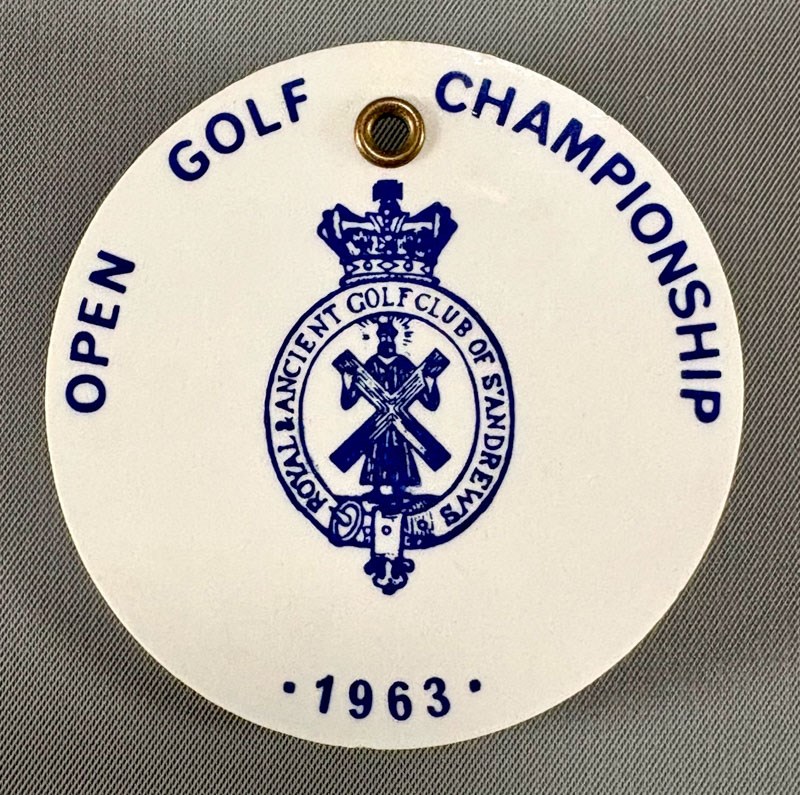 OPEN GOLF CHAMPIONSHIP
ROYAL & ANCIENT GOLF CLUB OF ST ANDREWS
· 1963 ·